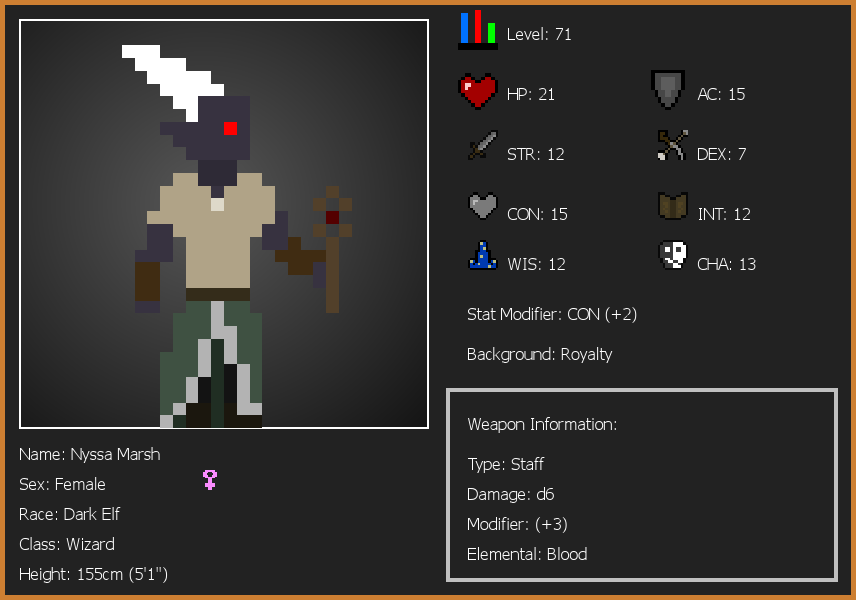 Level: 71
HP: 21
AC: 15
STR: 12
DEX: 7
CON: 15
INT: 12
WIS: 12
CHA: 13
Stat Modifier: CON (+2)
Background: Royalty
Weapon Information:
Type: Staff
Damage: d6
Modifier: (+3)
Elemental: Blood
Name: Nyssa Marsh
Sex: Female
Race: Dark Elf
Class: Wizard
Height: 155cm (5'1")